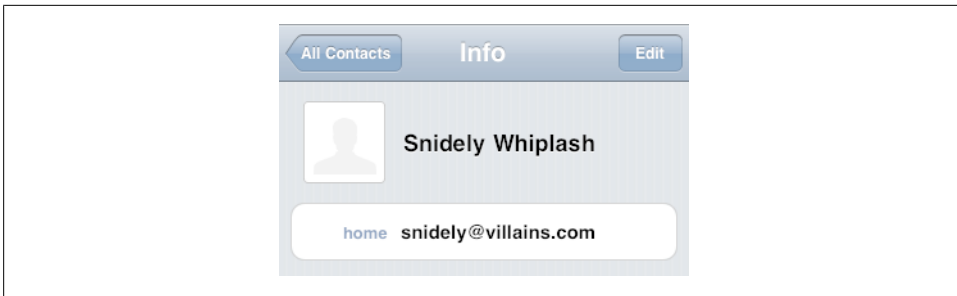 All Contacts Info Edit
Snidely Whiplash
home snidely@villains.com